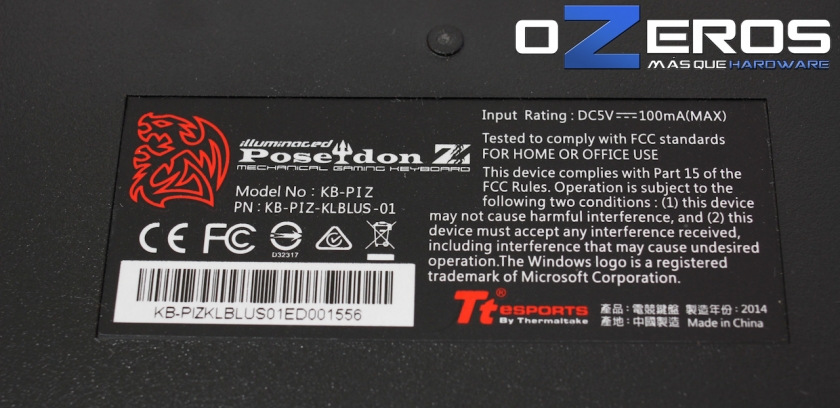 OZEROS
MÁS QUE HARDWARE
illuminated
Poseidon Z
MECHANICAL GAMING KEYBOARD
Model No : KB-PIZ
PN : KB-PIZ-KLBLUS-01
CE FC
D32317
KB-PIZKLBLUS01ED001556
Input Rating : DC5V⎓100mA(MAX)
Tested to comply with FCC standards
FOR HOME OR OFFICE USE
This device complies with Part 15 of the
FCC Rules. Operation is subject to the
following two conditions : (1) this device
may not cause harmful interference, and (2) this
device must accept any interference received,
including interference that may cause undesired
operation.The Windows logo is a registered
trademark of Microsoft Corporation.
Tt® eSPORTS
By Thermaltake
產品 : 電競鍵盤 製造年份 : 2014
產地 : 中國製造 Made in China